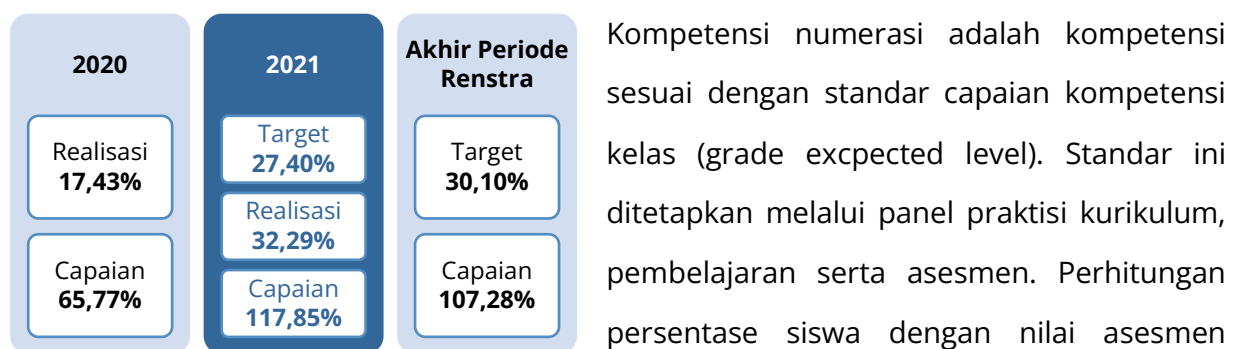 2020
Realisasi
17,43%
Capaian
65,77%
2021
Target
27,40%
Realisasi
32,29%
Capaian
117,85%
Akhir Periode
Renstra
Target
30,10%
Capaian
107,28%
Kompetensi numerasi adalah kompetensi
sesuai dengan standar capaian kompetensi
kelas (grade excpected level). Standar ini
ditetapkan melalui panel praktisi kurikulum,
pembelajaran serta asesmen. Perhitungan
persentase siswa dengan nilai asesmen